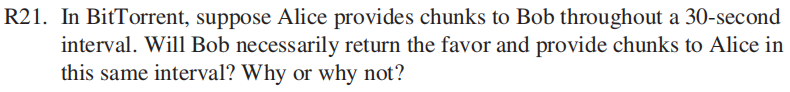 R21. In BitTorrent, suppose Alice provides chunks to Bob throughout a 30-second
interval. Will Bob necessarily return the favor and provide chunks to Alice in
this same interval? Why or why not?